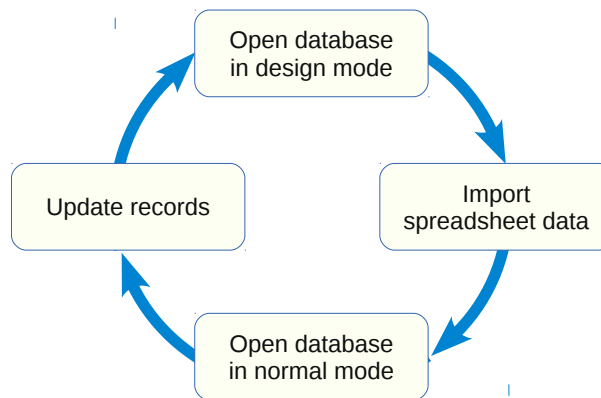 Open database
in design mode
Update records
Import
spreadsheet data
Open database
in normal mode